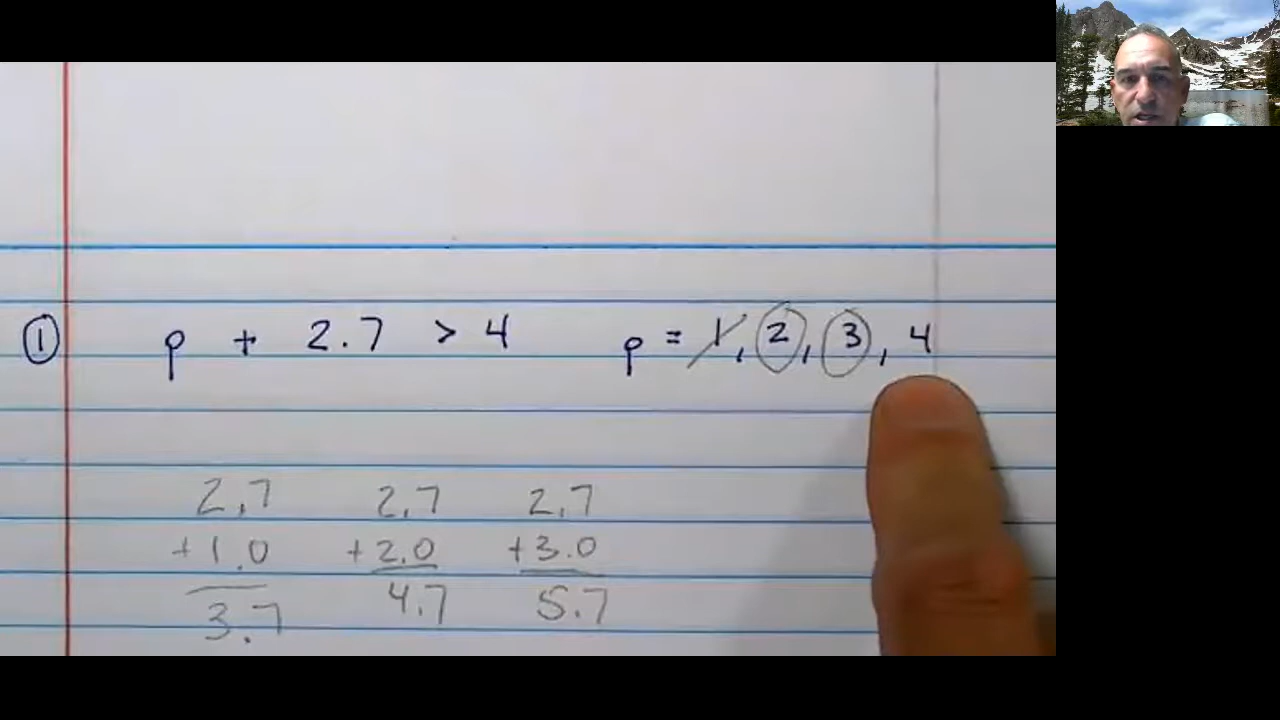 ① p + 2.7 > 4 p = 1, 2, 3, 4
2.7 2.7 2.7
+1.0 +2.0 +3.0
3.7 4.7 5.7